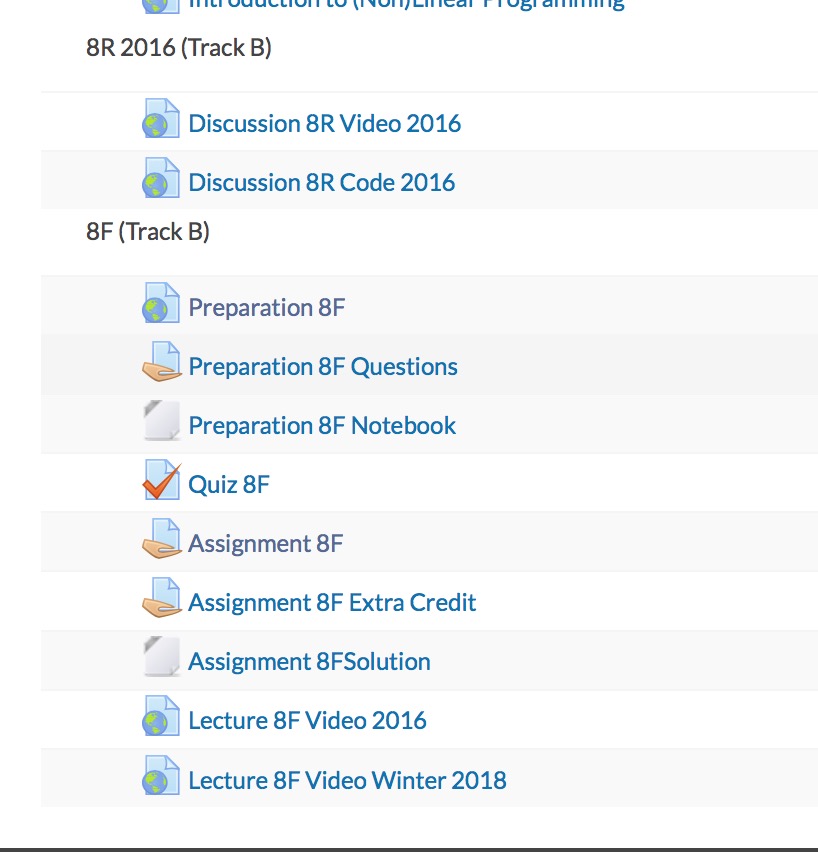 Introduction to (Non)Linear Programming
8R 2016 (Track B)
Discussion 8R Video 2016
Discussion 8R Code 2016
8F (Track B)
Preparation 8F
Preparation 8F Questions
Preparation 8F Notebook
Quiz 8F
Assignment 8F
Assignment 8F Extra Credit
Assignment 8FSolution
Lecture 8F Video 2016
Lecture 8F Video Winter 2018